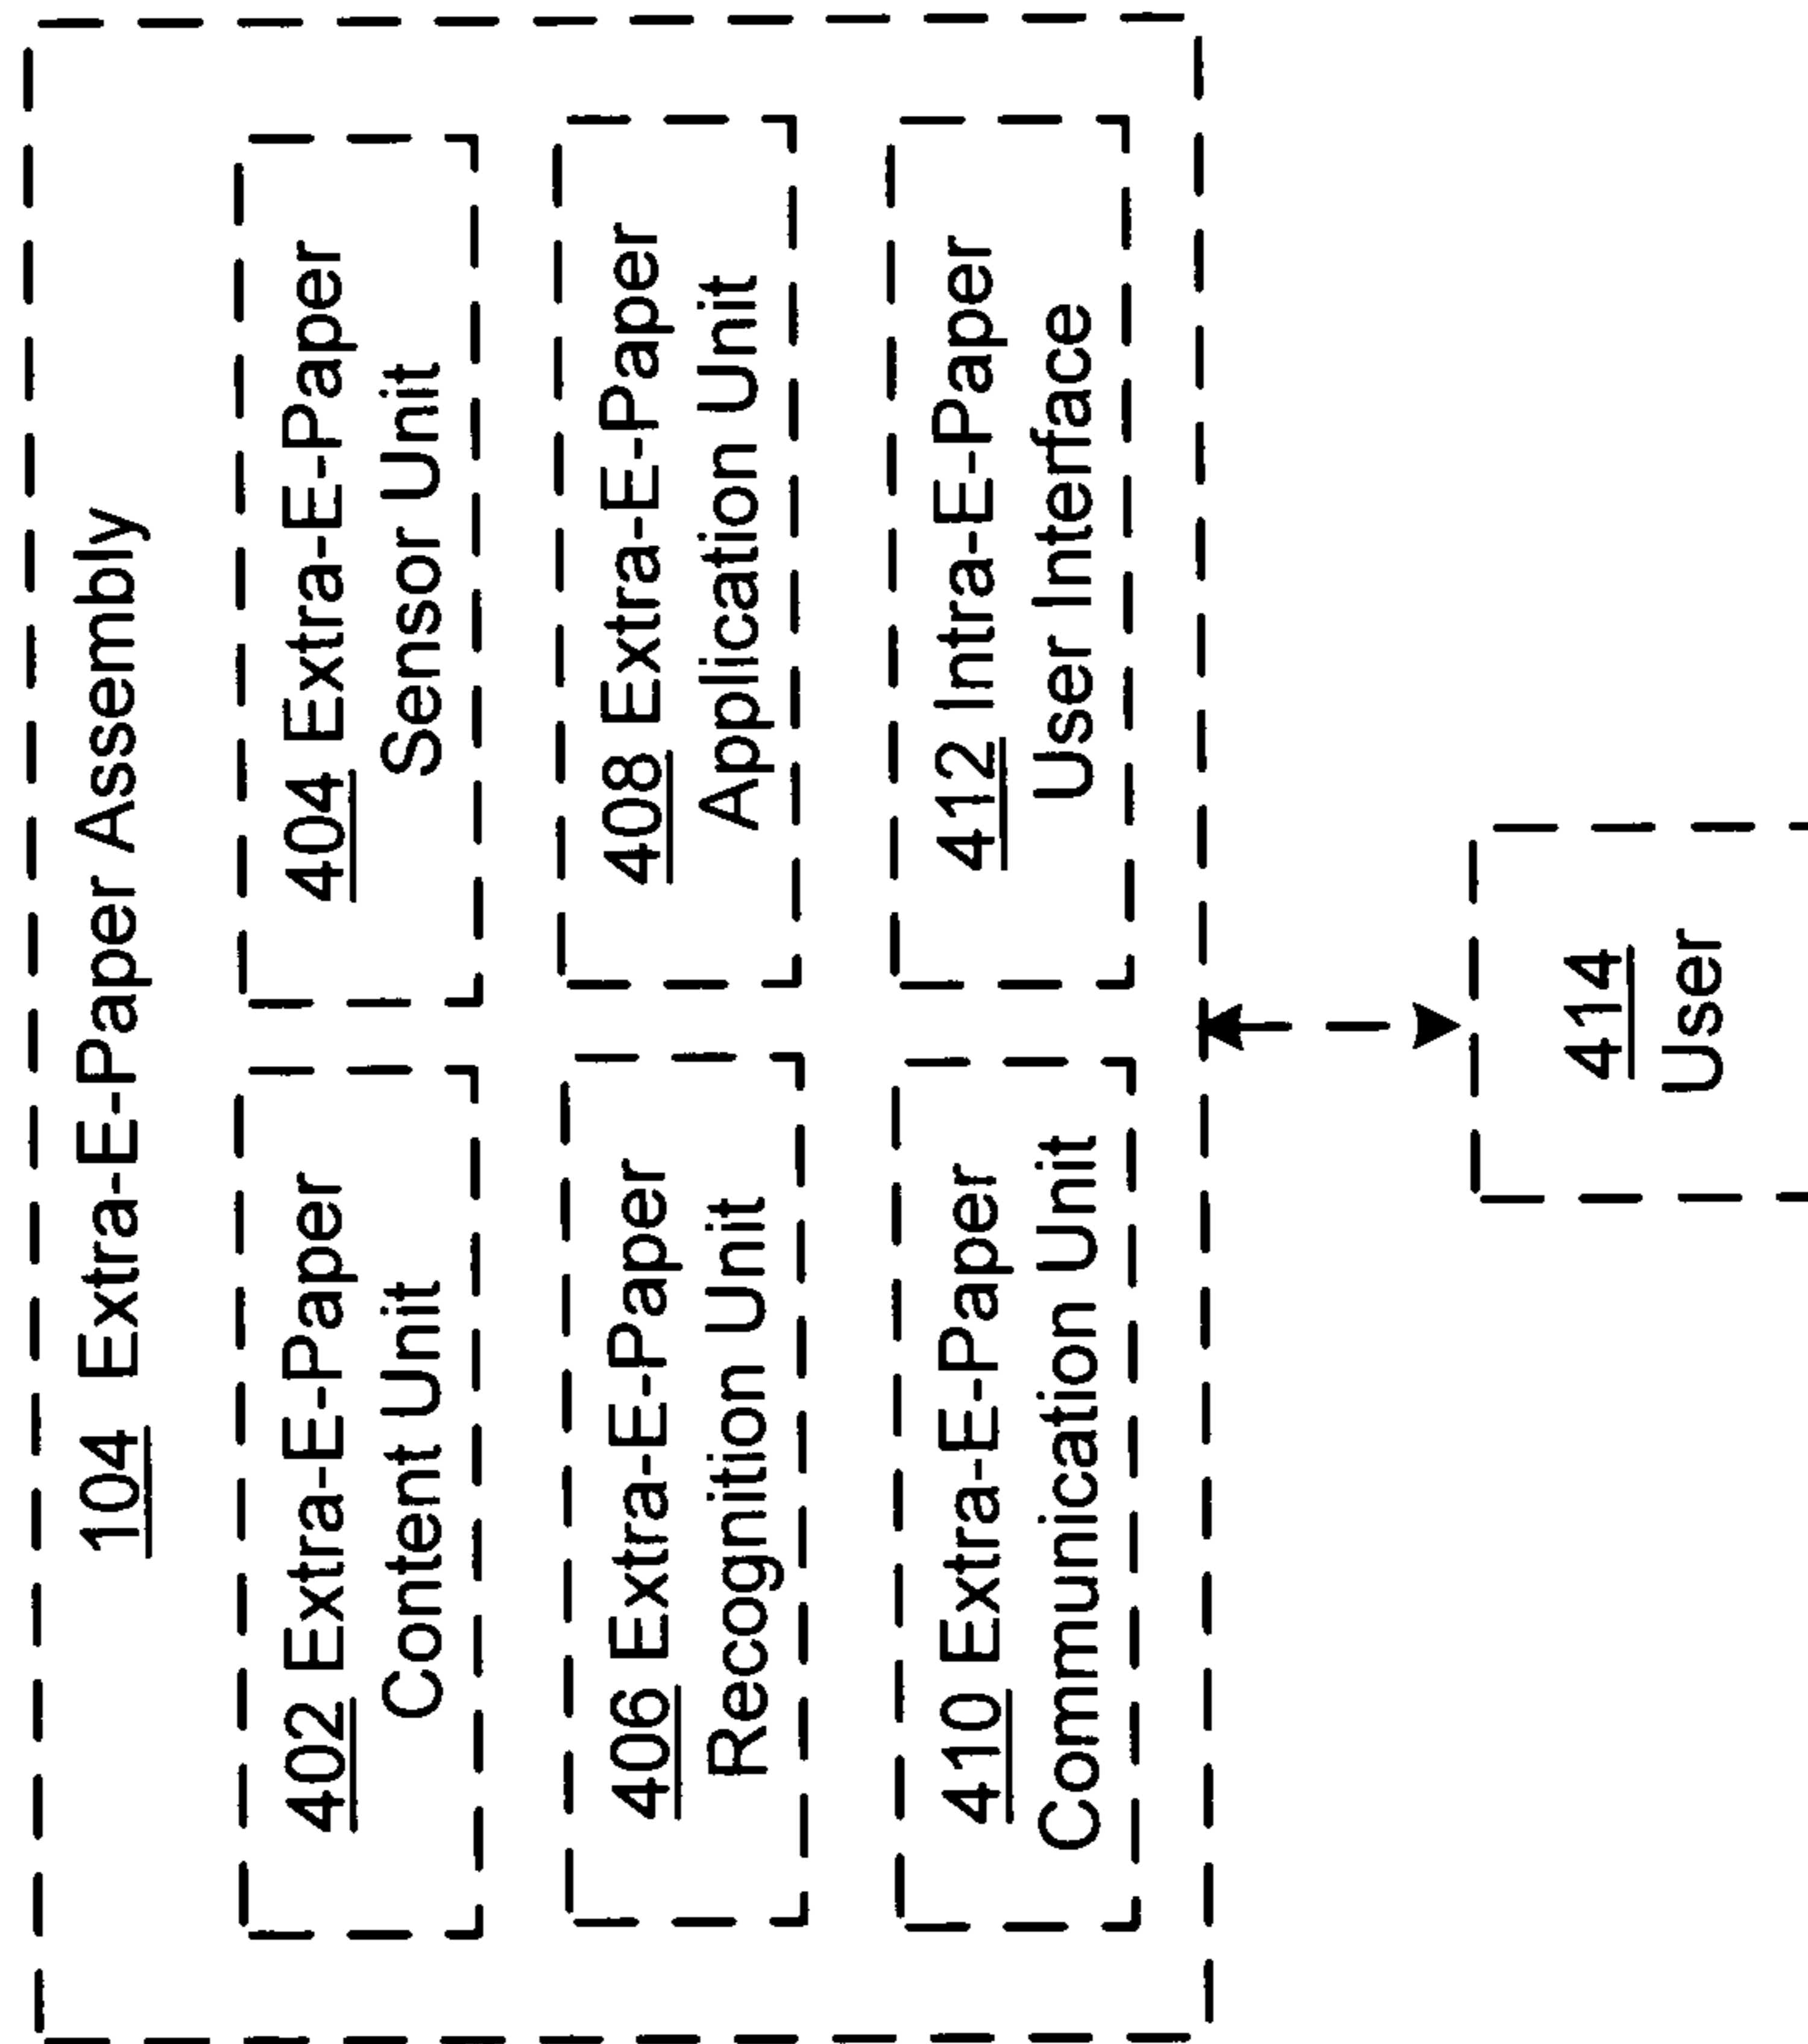 104 Extra-E-Paper Assembly
402 Extra-E-Paper
Content Unit
404 Extra-E-Paper
Sensor Unit
406 Extra-E-Paper
Recognition Unit
408 Extra-E-Paper
Application Unit
410 Extra-E-Paper
Communication Unit
412 Intra-E-Paper
User Interface
414
User